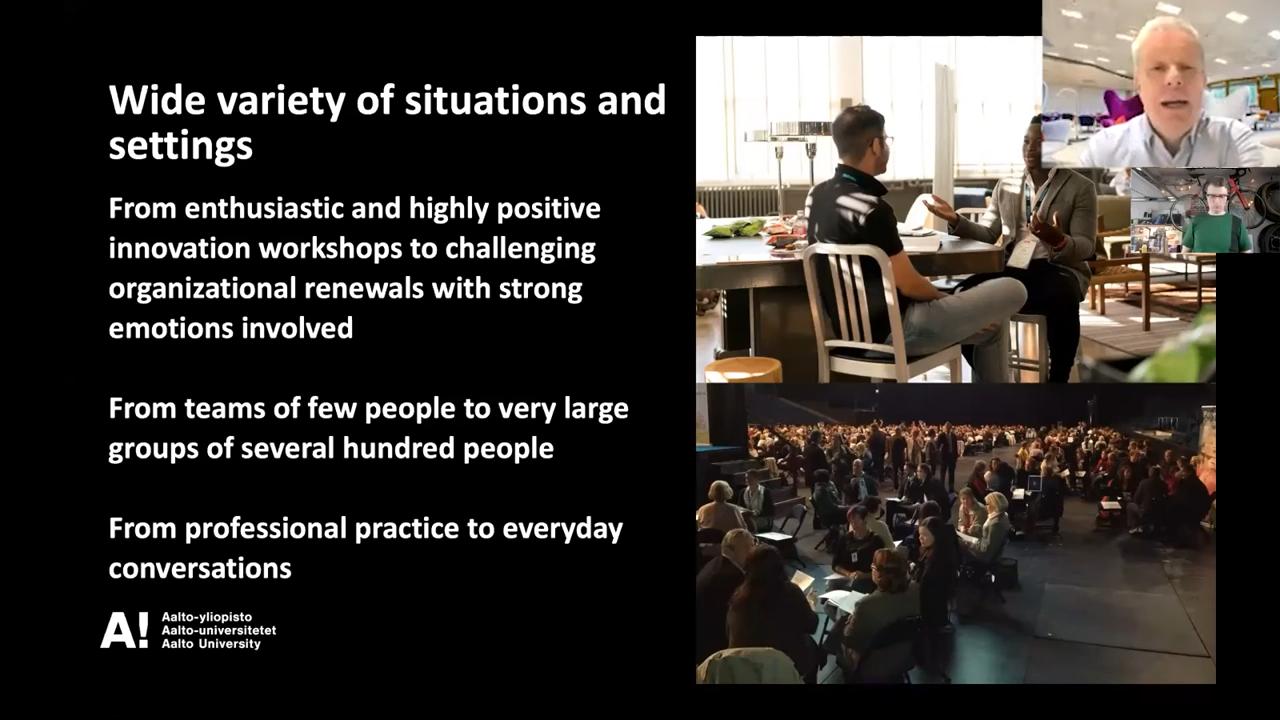 Wide variety of situations and
settings
From enthusiastic and highly positive
innovation workshops to challenging
organizational renewals with strong
emotions involved
From teams of few people to very large
groups of several hundred people
From professional practice to everyday
conversations
A!
Aalto-yliopisto
Aalto-universitetet
Aalto University